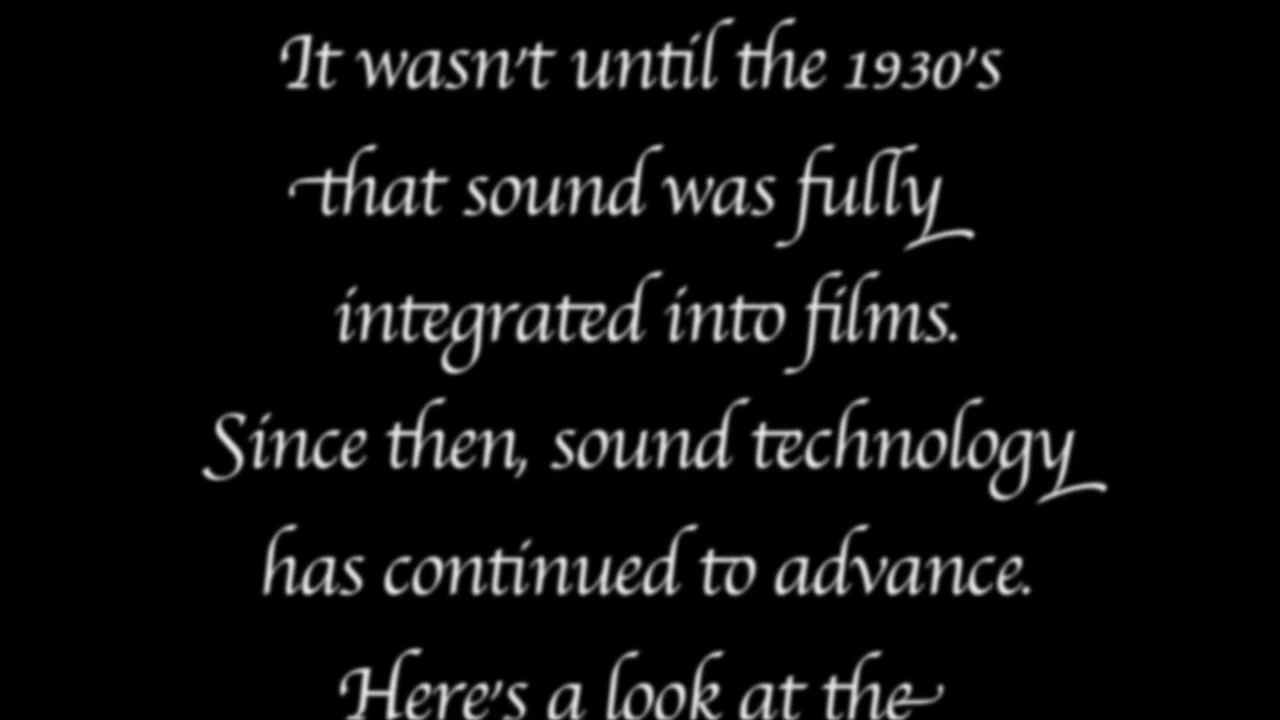 It wasn't until the 1930's
that sound was fully
integrated into films.
Since then, sound technology
has continued to advance.
Here's a look at the